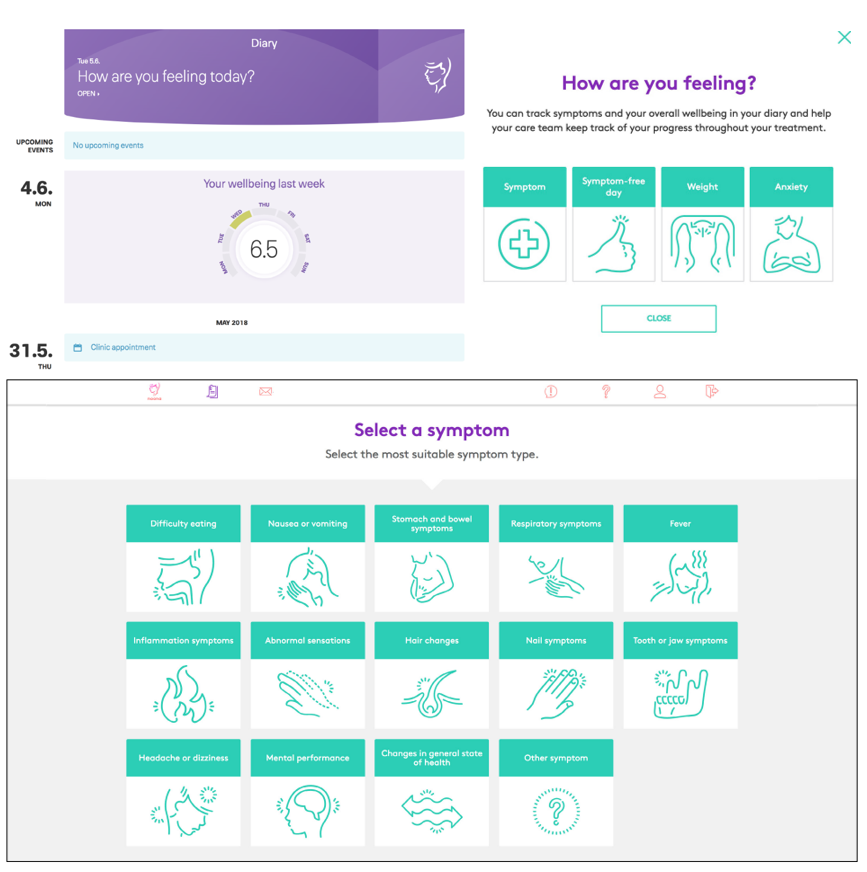 Diary
Tue 5.6.
How are you feeling today?
OPEN ›
UPCOMING
EVENTS
No upcoming events
4.6.
MON
Your wellbeing last week
MON
TUE
WED
THU
FRI
SAT
SUN
6.5
MAY 2018
31.5.
THU
Clinic appointment
How are you feeling?
You can track symptoms and your overall wellbeing in your diary and help
your care team keep track of your progress throughout your treatment.
Symptom
Symptom-free
day
Weight
Anxiety
CLOSE
Select a symptom
Select the most suitable symptom type.
Difficulty eating
Nausea or vomiting
Stomach and bowel
symptoms
Respiratory symptoms
Fever
Inflammation symptoms
Abnormal sensations
Hair changes
Nail symptoms
Tooth or jaw symptoms
Headache or dizziness
Mental performance
Changes in general state
of health
Other symptom